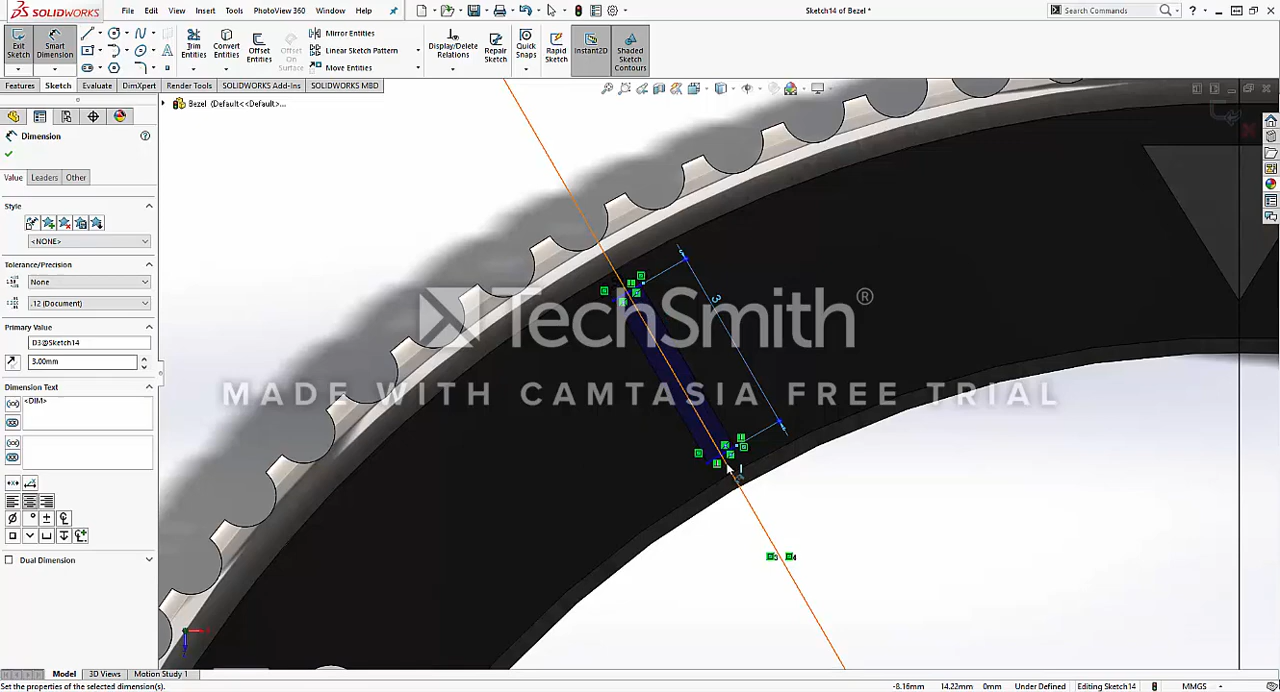 SOLIDWORKS
File Edit View Insert Tools PhotoView 360 Window Help
Sketch14 of Bezel *
Search Commands
Exit Sketch
Smart Dimension
Trim Entities
Convert Entities
Offset Entities
Offset On Surface
Mirror Entities
Linear Sketch Pattern
Move Entities
Display/Delete Relations
Repair Sketch
Quick Snaps
Rapid Sketch
Instant2D
Shaded Sketch Contours
Features Sketch Evaluate DimXpert Render Tools SOLIDWORKS Add-Ins SOLIDWORKS MBD
Bezel (Default<<Default>...
Dimension
Value Leaders Other
Style
<NONE>
Tolerance/Precision
None
.12 (Document)
Primary Value
D3@Sketch14
3.00mm
Dimension Text
<DIM>
Dual Dimension
3
TechSmith®
MADE WITH CAMTASIA FREE TRIAL
Model 3D Views Motion Study 1
Set the properties of the selected dimension(s).
-8.16mm 14.22mm 0mm Under Defined Editing Sketch14 MMGS